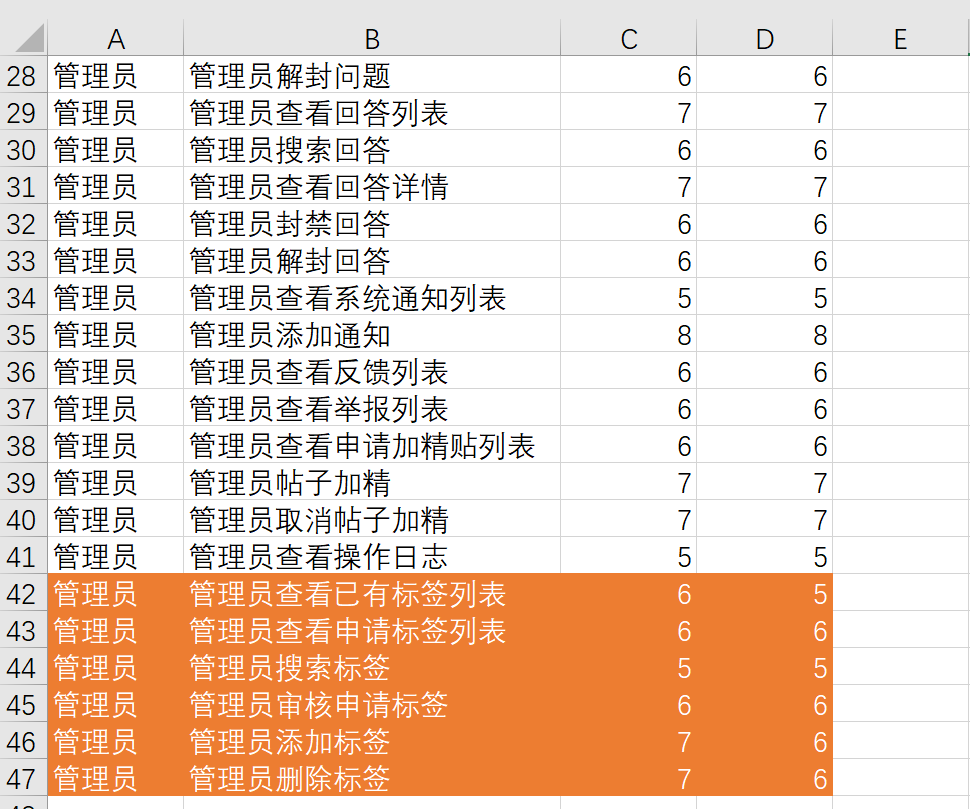 A B C D E
28 管理员 管理员解封问题 6 6
29 管理员 管理员查看回答列表 7 7
30 管理员 管理员搜索回答 6 6
31 管理员 管理员查看回答详情 7 7
32 管理员 管理员封禁回答 6 6
33 管理员 管理员解封回答 6 6
34 管理员 管理员查看系统通知列表 5 5
35 管理员 管理员添加通知 8 8
36 管理员 管理员查看反馈列表 6 6
37 管理员 管理员查看举报列表 6 6
38 管理员 管理员查看申请加精贴列表 6 6
39 管理员 管理员帖子加精 7 7
40 管理员 管理员取消帖子加精 7 7
41 管理员 管理员查看操作日志 5 5
42 管理员 管理员查看已有标签列表 6 5
43 管理员 管理员查看申请标签列表 6 6
44 管理员 管理员搜索标签 5 5
45 管理员 管理员审核申请标签 6 6
46 管理员 管理员添加标签 7 6
47 管理员 管理员删除标签 7 6